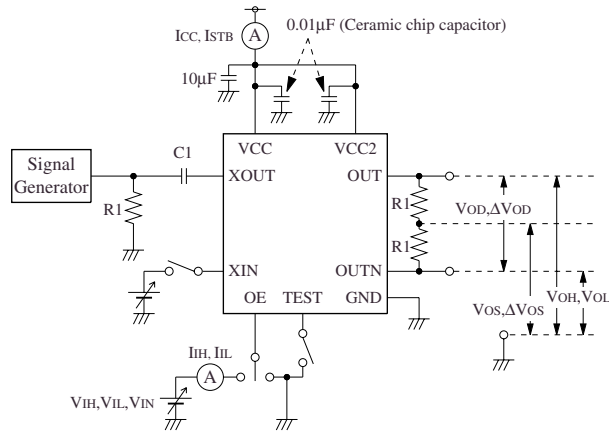 ICC, ISTB
A
0.01µF (Ceramic chip capacitor)
10µF
VCC
VCC2
Signal
Generator
C1
XOUT
OUT
R1
R1
R1
VOD,ΔVOD
VOS,ΔVOS
VOH,VOL
XIN
OUTN
OE
TEST
GND
IIH, IIL
A
VIH,VIL,VIN